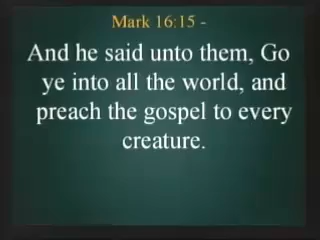 Mark 16:15 -
And he said unto them, Go
ye into all the world, and
preach the gospel to every
creature.